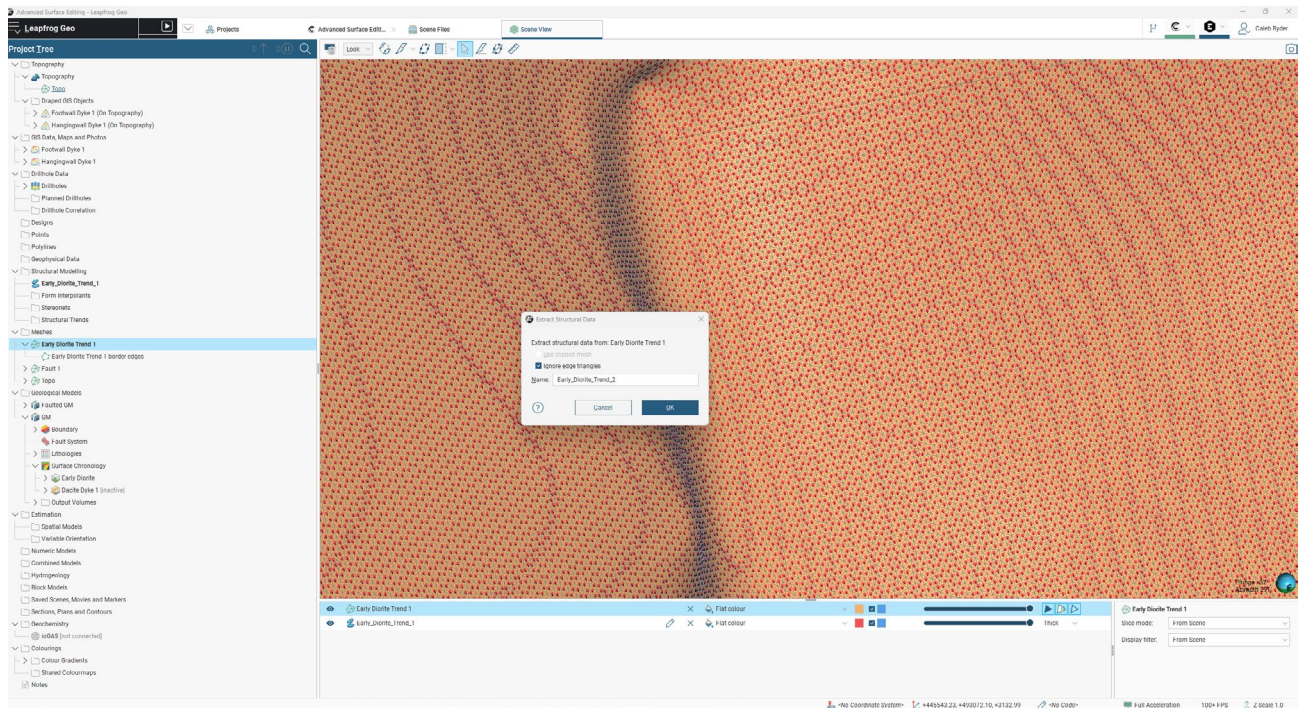 Advanced Surface Editing - Leapfrog Geo
Leapfrog Geo
Projects
Advanced Surface Editi...
Scene Files
Scene View
Caleb Ryder
Project Tree
Look
Topography
Topography
Topo
Draped GIS Objects
Footwall Dyke 1 (On Topography)
Hangingwall Dyke 1 (On Topography)
GIS Data, Maps and Photos
Footwall Dyke 1
Hangingwall Dyke 1
Drillhole Data
Drillholes
Planned Drillholes
Drillhole Correlation
Designs
Points
Polylines
Geophysical Data
Structural Modelling
Early_Diorite_Trend_1
Form Interpolants
Stereonets
Structural Trends
Meshes
Early Diorite Trend 1
Early Diorite Trend 1 border edges
Fault 1
Topo
Geological Models
Faulted GM
GM
Boundary
Fault System
Lithologies
Surface Chronology
Early Diorite
Dacite Dyke 1 [inactive]
Output Volumes
Estimation
Spatial Models
Variable Orientation
Numeric Models
Combined Models
Hydrogeology
Block Models
Saved Scenes, Movies and Markers
Sections, Plans and Contours
Geochemistry
ioGAS [not connected]
Colourings
Colour Gradients
Shared Colourmaps
Notes
Extract Structural Data
Extract structural data from: Early Diorite Trend 1
Use clipped mesh
Ignore edge triangles
Name: Early_Diorite_Trend_2
Cancel
OK
Early Diorite Trend 1
Flat colour
Early_Diorite_Trend_1
Flat colour
Thick
Early Diorite Trend 1
Slice mode: From Scene
Display filter: From Scene
<No Coordinate System>
+445543.23, +493072.10, +3132.99
<No Code>
Full Acceleration
100+ FPS
Z Scale 1.0